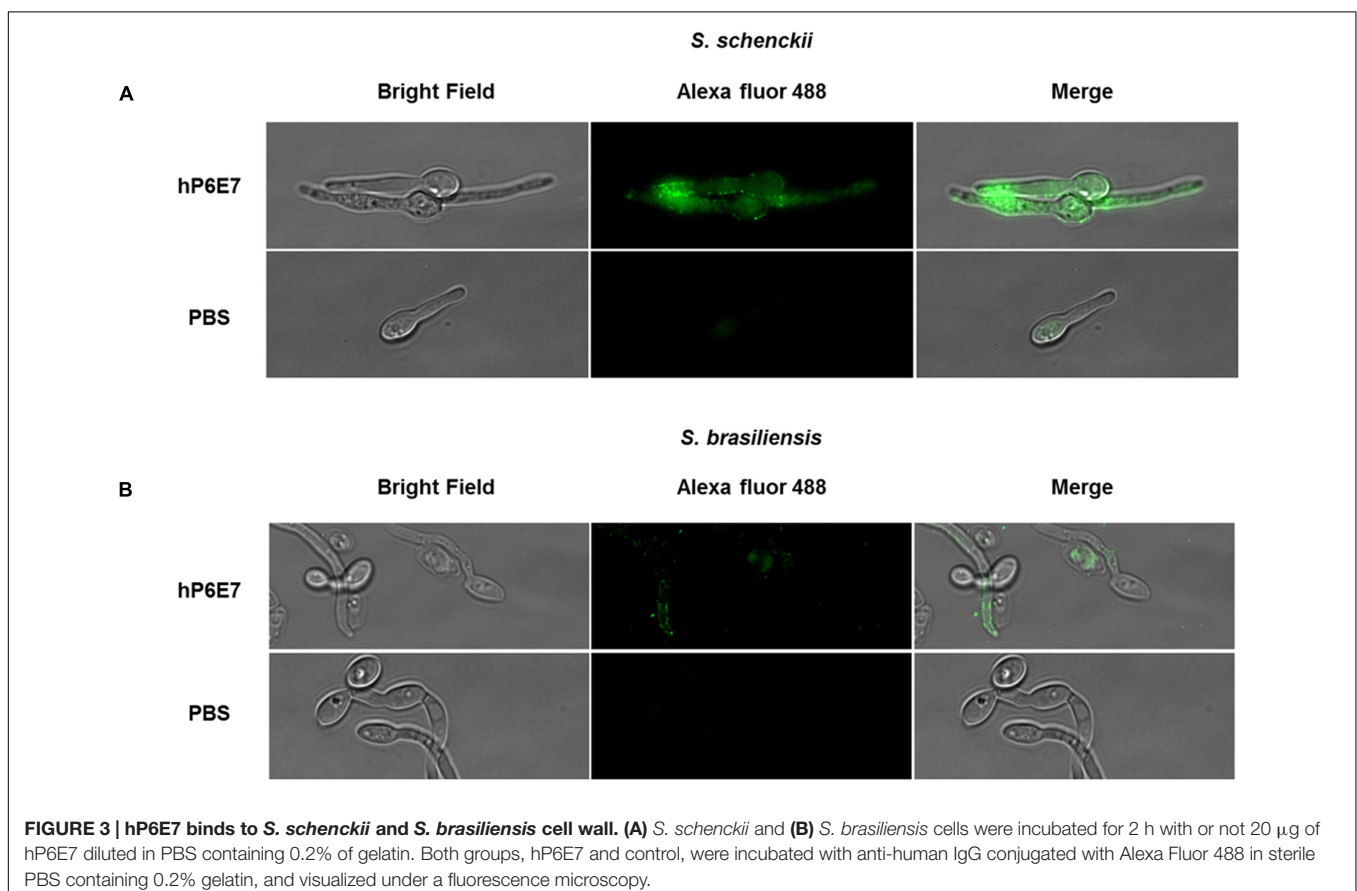 S. schenckii
A
Bright Field Alexa fluor 488 Merge
hP6E7
PBS
S. brasiliensis
B
Bright Field Alexa fluor 488 Merge
hP6E7
PBS
FIGURE 3 | hP6E7 binds to S. schenckii and S. brasiliensis cell wall. (A) S. schenckii and (B) S. brasiliensis cells were incubated for 2 h with or not 20 μg of
hP6E7 diluted in PBS containing 0.2% of gelatin. Both groups, hP6E7 and control, were incubated with anti-human IgG conjugated with Alexa Fluor 488 in sterile
PBS containing 0.2% gelatin, and visualized under a fluorescence microscopy.